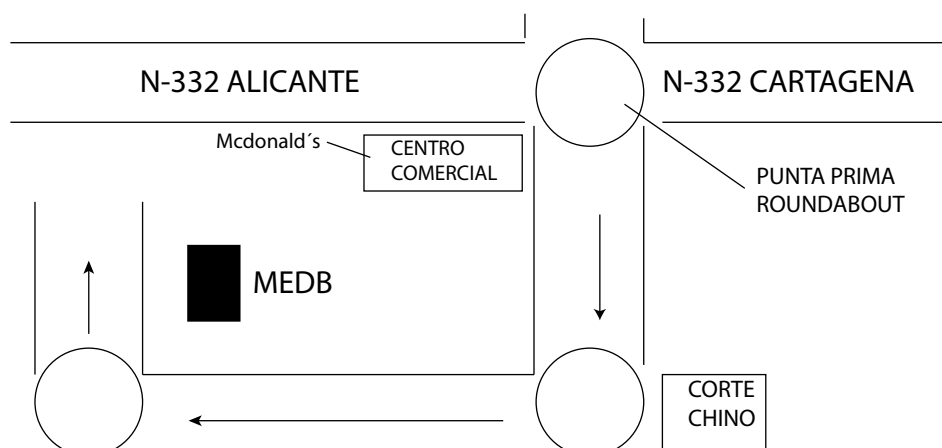 N-332 ALICANTE
N-332 CARTAGENA
Mcdonald´s
CENTRO
COMERCIAL
PUNTA PRIMA
ROUNDABOUT
MEDB
CORTE
CHINO